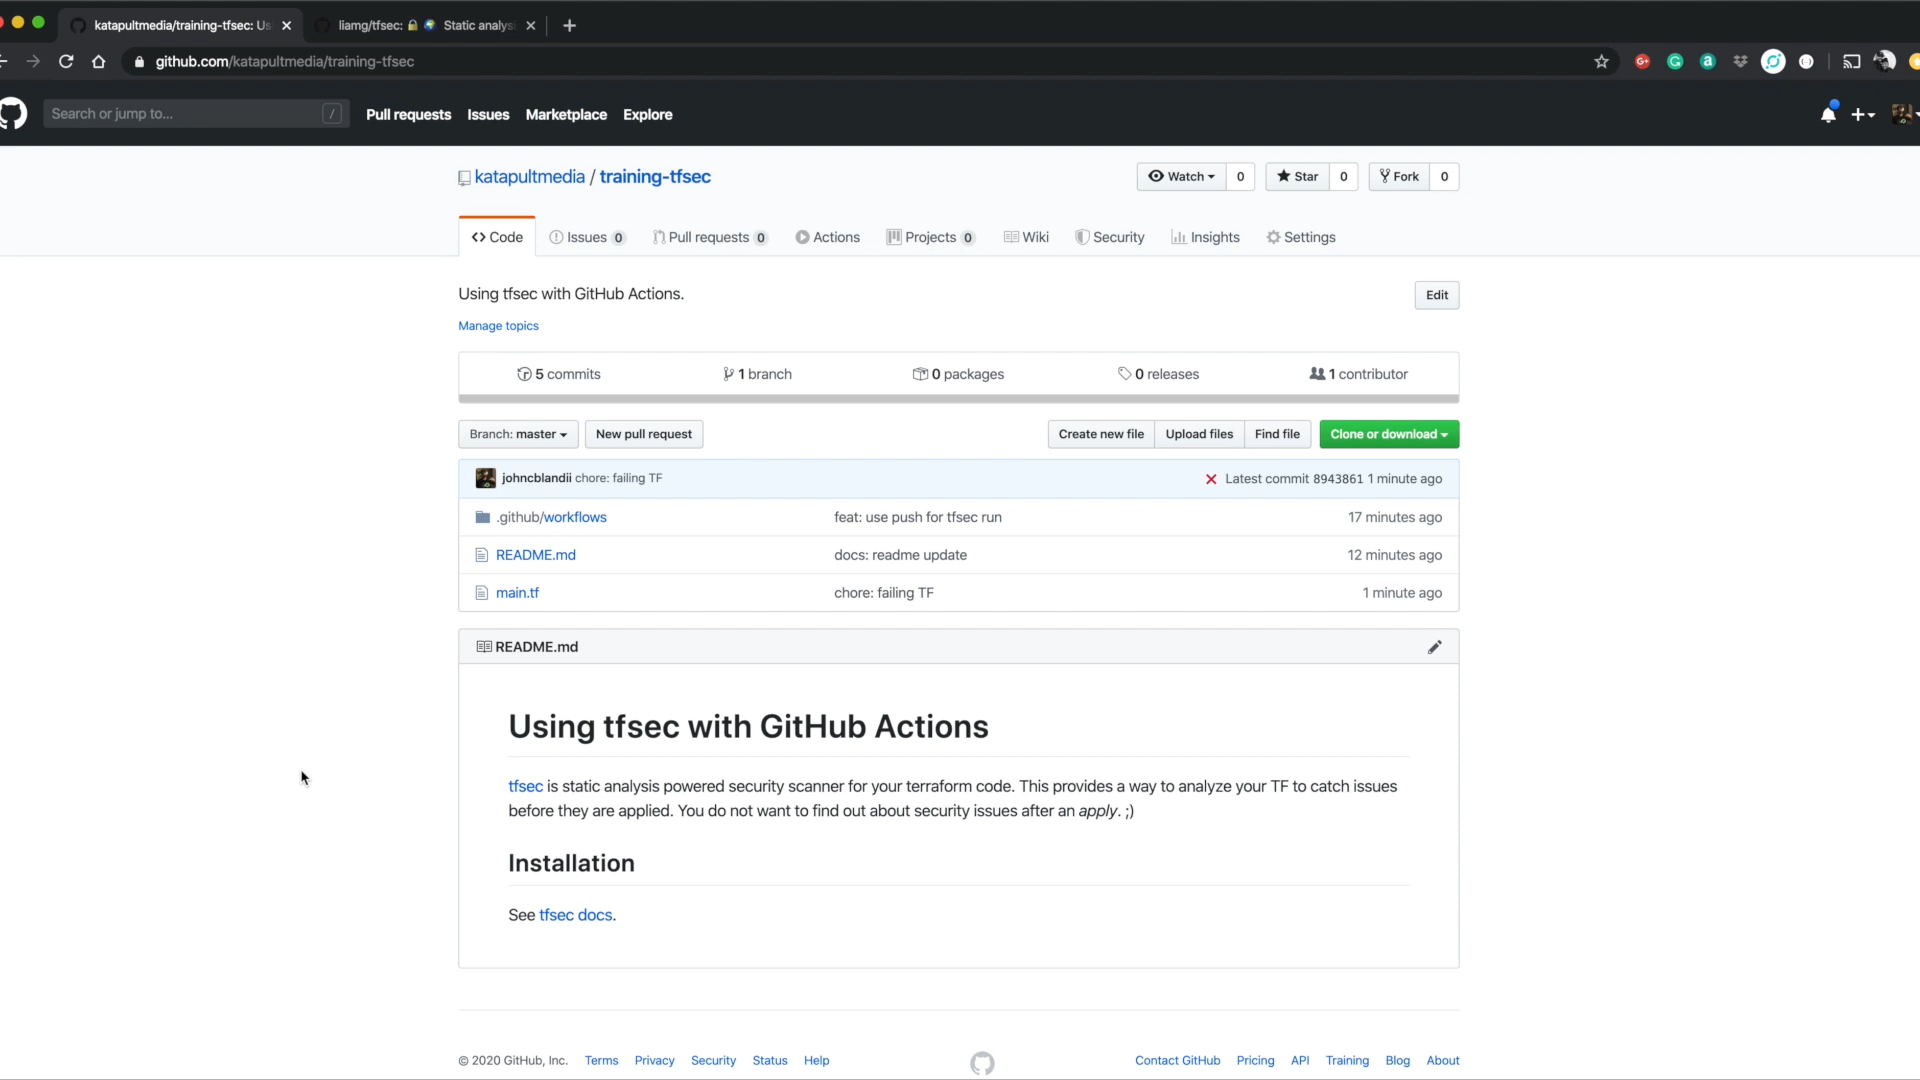 katapultmedia/training-tfsec: Us
liamg/tfsec: 🔒 🌍 Static analys
github.com/katapultmedia/training-tfsec
Search or jump to... /
Pull requests Issues Marketplace Explore
katapultmedia / training-tfsec
Watch 0 Star 0 Fork 0
Code Issues 0 Pull requests 0 Actions Projects 0 Wiki Security Insights Settings
Using tfsec with GitHub Actions. Edit
Manage topics
5 commits 1 branch 0 packages 0 releases 1 contributor
Branch: master New pull request Create new file Upload files Find file Clone or download
johncblandii chore: failing TF Latest commit 8943861 1 minute ago
.github/workflows feat: use push for tfsec run 17 minutes ago
README.md docs: readme update 12 minutes ago
main.tf chore: failing TF 1 minute ago
README.md
Using tfsec with GitHub Actions
tfsec is static analysis powered security scanner for your terraform code. This provides a way to analyze your TF to catch issues
before they are applied. You do not want to find out about security issues after an apply. ;)
Installation
See tfsec docs.
© 2020 GitHub, Inc. Terms Privacy Security Status Help Contact GitHub Pricing API Training Blog About